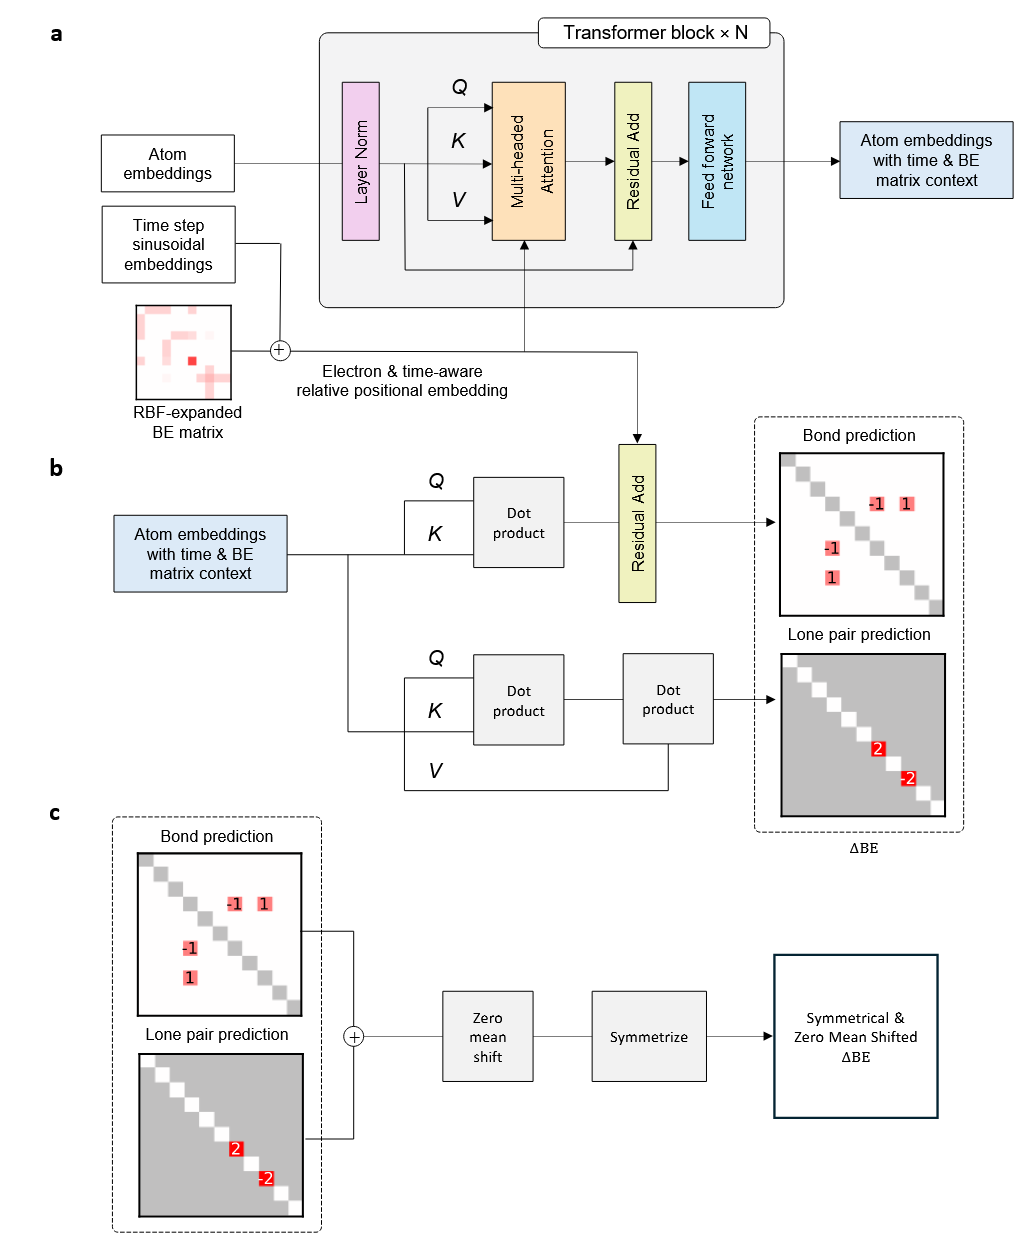 a
Transformer block × N
Atom
embeddings
Time step
sinusoidal
embeddings
RBF-expanded
BE matrix
+
Electron & time-aware
relative positional embedding
Layer Norm
Q
K
V
Multi-headed
Attention
Residual Add
Feed forward
network
Atom embeddings
with time & BE
matrix context
b
Atom embeddings
with time & BE
matrix context
Q
K
Dot
product
Residual Add
Q
K
V
Dot
product
Dot
product
Bond prediction
-1 1
-1
1
Lone pair prediction
2
-2
ΔBE
c
Bond prediction
-1 1
-1
1
Lone pair prediction
2
-2
+
Zero
mean
shift
Symmetrize
Symmetrical &
Zero Mean Shifted
ΔBE